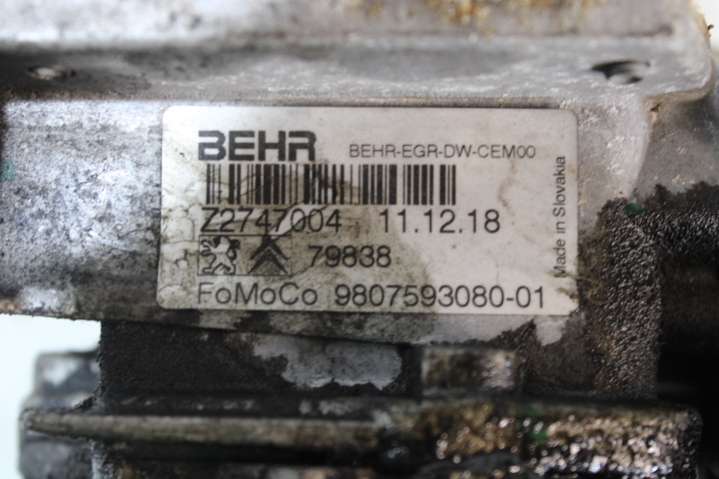 BEHR BEHR-EGR-DW-CEM00
Z2747004 11.12.18
79838
FoMoCo 9807593080-01
Made in Slovakia